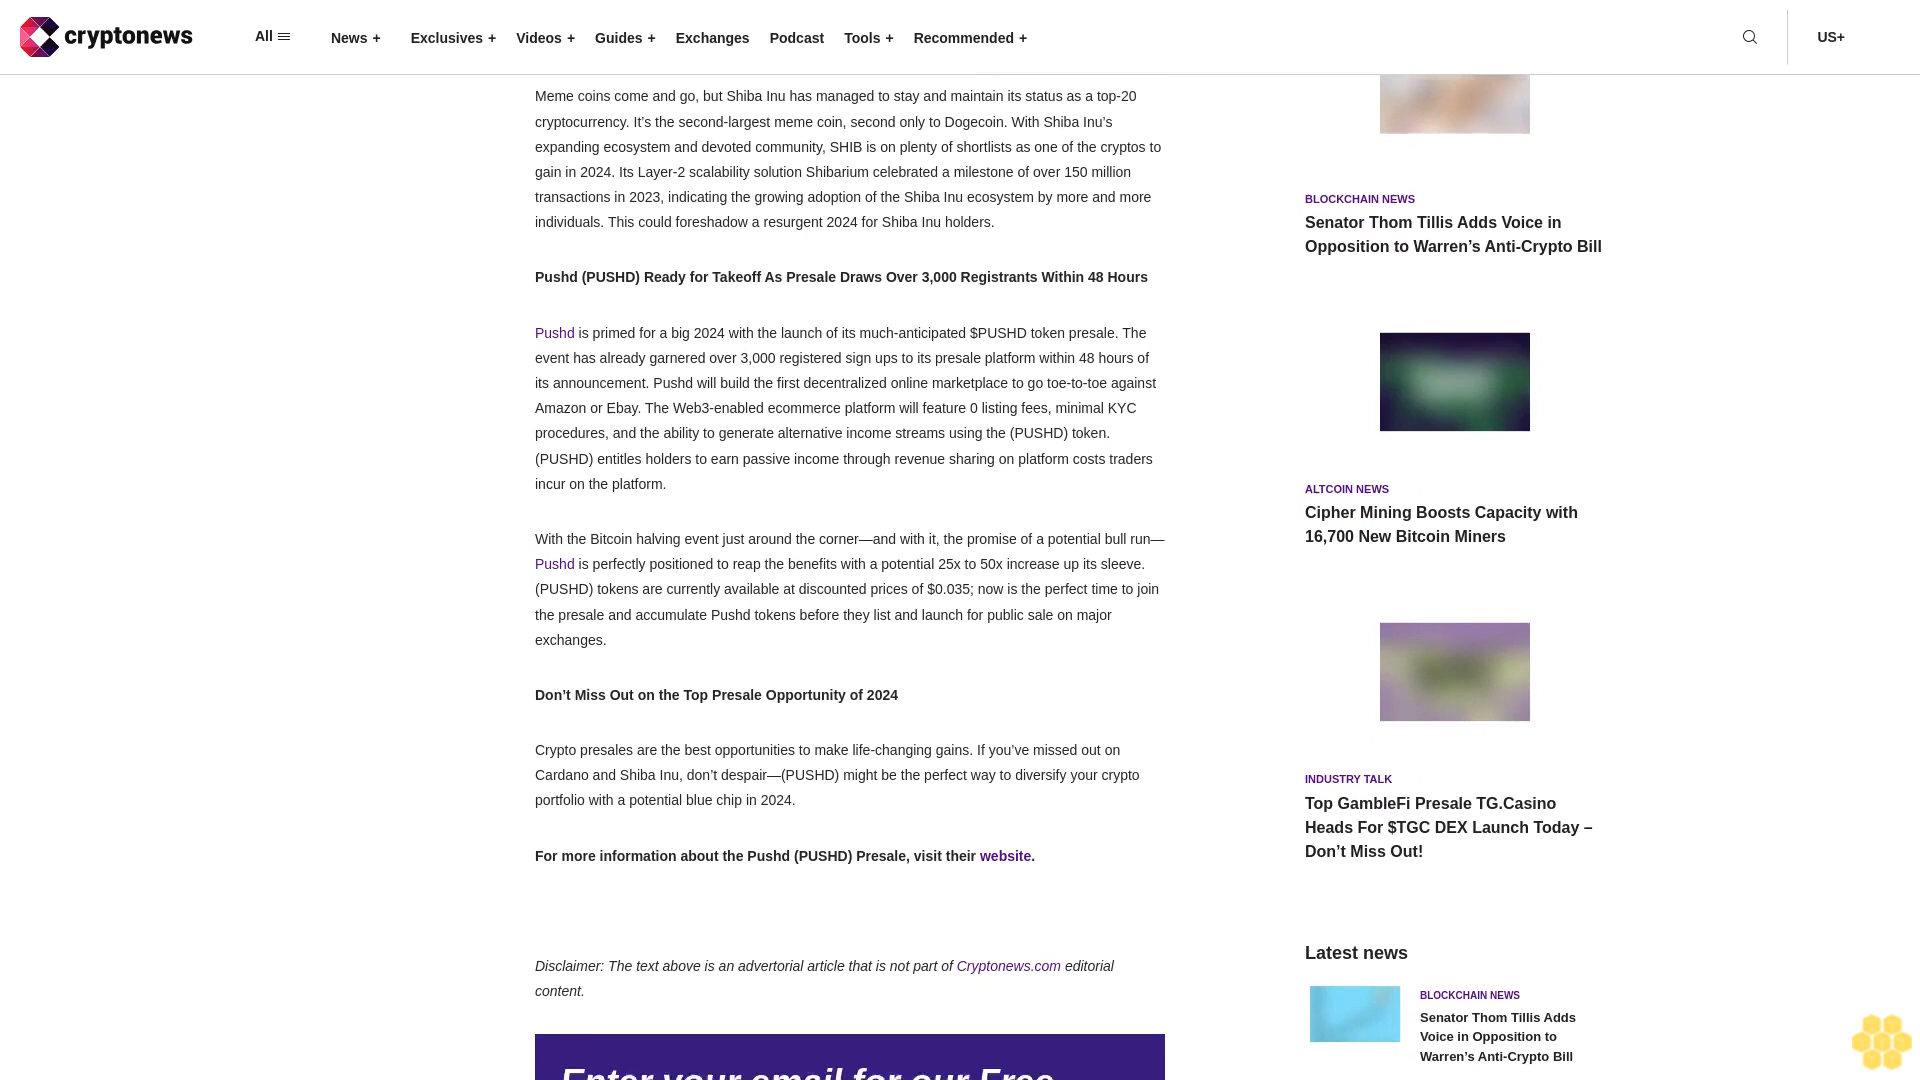 cryptonews
All
News +
Exclusives +
Videos +
Guides +
Exchanges
Podcast
Tools +
Recommended +
US+
Meme coins come and go, but Shiba Inu has managed to stay and maintain its status as a top-20
cryptocurrency. It’s the second-largest meme coin, second only to Dogecoin. With Shiba Inu’s
expanding ecosystem and devoted community, SHIB is on plenty of shortlists as one of the cryptos to
gain in 2024. Its Layer-2 scalability solution Shibarium celebrated a milestone of over 150 million
transactions in 2023, indicating the growing adoption of the Shiba Inu ecosystem by more and more
individuals. This could foreshadow a resurgent 2024 for Shiba Inu holders.
Pushd (PUSHD) Ready for Takeoff As Presale Draws Over 3,000 Registrants Within 48 Hours
Pushd is primed for a big 2024 with the launch of its much-anticipated $PUSHD token presale. The
event has already garnered over 3,000 registered sign ups to its presale platform within 48 hours of
its announcement. Pushd will build the first decentralized online marketplace to go toe-to-toe against
Amazon or Ebay. The Web3-enabled ecommerce platform will feature 0 listing fees, minimal KYC
procedures, and the ability to generate alternative income streams using the (PUSHD) token.
(PUSHD) entitles holders to earn passive income through revenue sharing on platform costs traders
incur on the platform.
With the Bitcoin halving event just around the corner—and with it, the promise of a potential bull run—
Pushd is perfectly positioned to reap the benefits with a potential 25x to 50x increase up its sleeve.
(PUSHD) tokens are currently available at discounted prices of $0.035; now is the perfect time to join
the presale and accumulate Pushd tokens before they list and launch for public sale on major
exchanges.
Don’t Miss Out on the Top Presale Opportunity of 2024
Crypto presales are the best opportunities to make life-changing gains. If you’ve missed out on
Cardano and Shiba Inu, don’t despair—(PUSHD) might be the perfect way to diversify your crypto
portfolio with a potential blue chip in 2024.
For more information about the Pushd (PUSHD) Presale, visit their website.
Disclaimer: The text above is an advertorial article that is not part of Cryptonews.com editorial
content.
Enter your email for our Free
BLOCKCHAIN NEWS
Senator Thom Tillis Adds Voice in
Opposition to Warren’s Anti-Crypto Bill
ALTCOIN NEWS
Cipher Mining Boosts Capacity with
16,700 New Bitcoin Miners
INDUSTRY TALK
Top GambleFi Presale TG.Casino
Heads For $TGC DEX Launch Today –
Don’t Miss Out!
Latest news
BLOCKCHAIN NEWS
Senator Thom Tillis Adds
Voice in Opposition to
Warren’s Anti-Crypto Bill